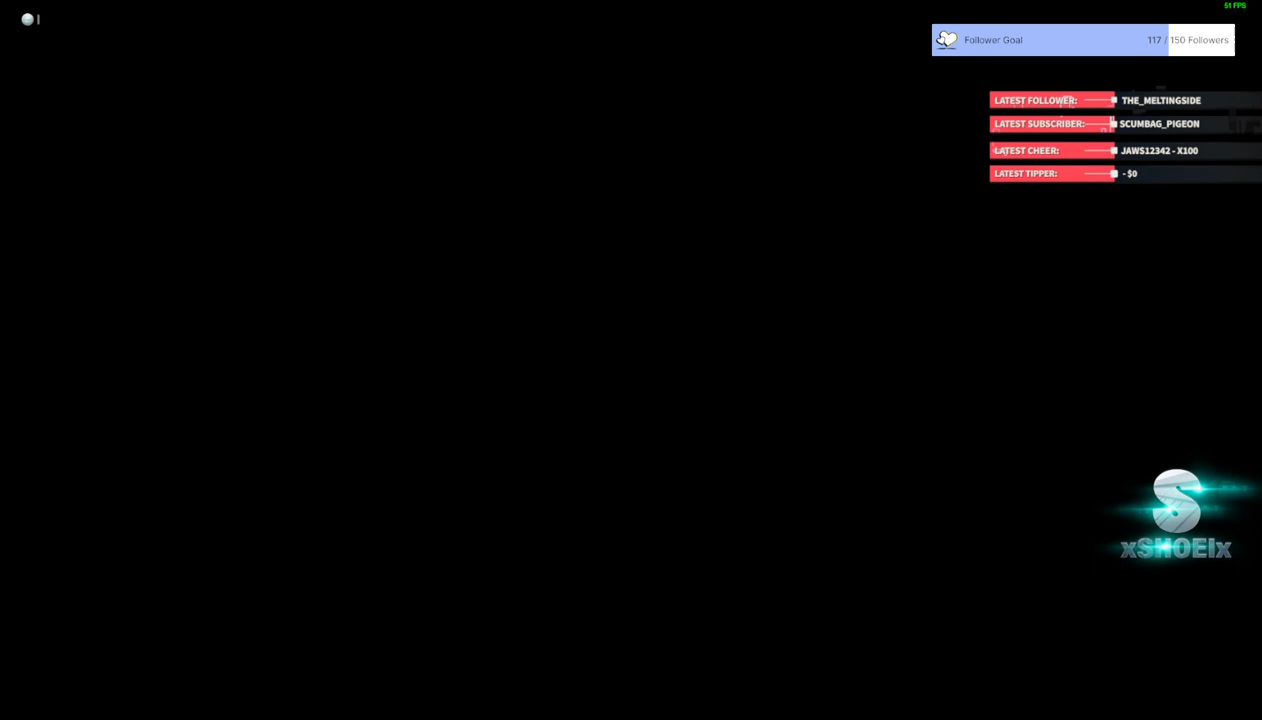 51 FPS
Follower Goal 117 / 150 Followers
LATEST FOLLOWER: THE_MELTINGSIDE
LATEST SUBSCRIBER: SCUMBAG_PIGEON
LATEST CHEER: JAWS12342 - X100
LATEST TIPPER: - $0
S
xSHOEIx